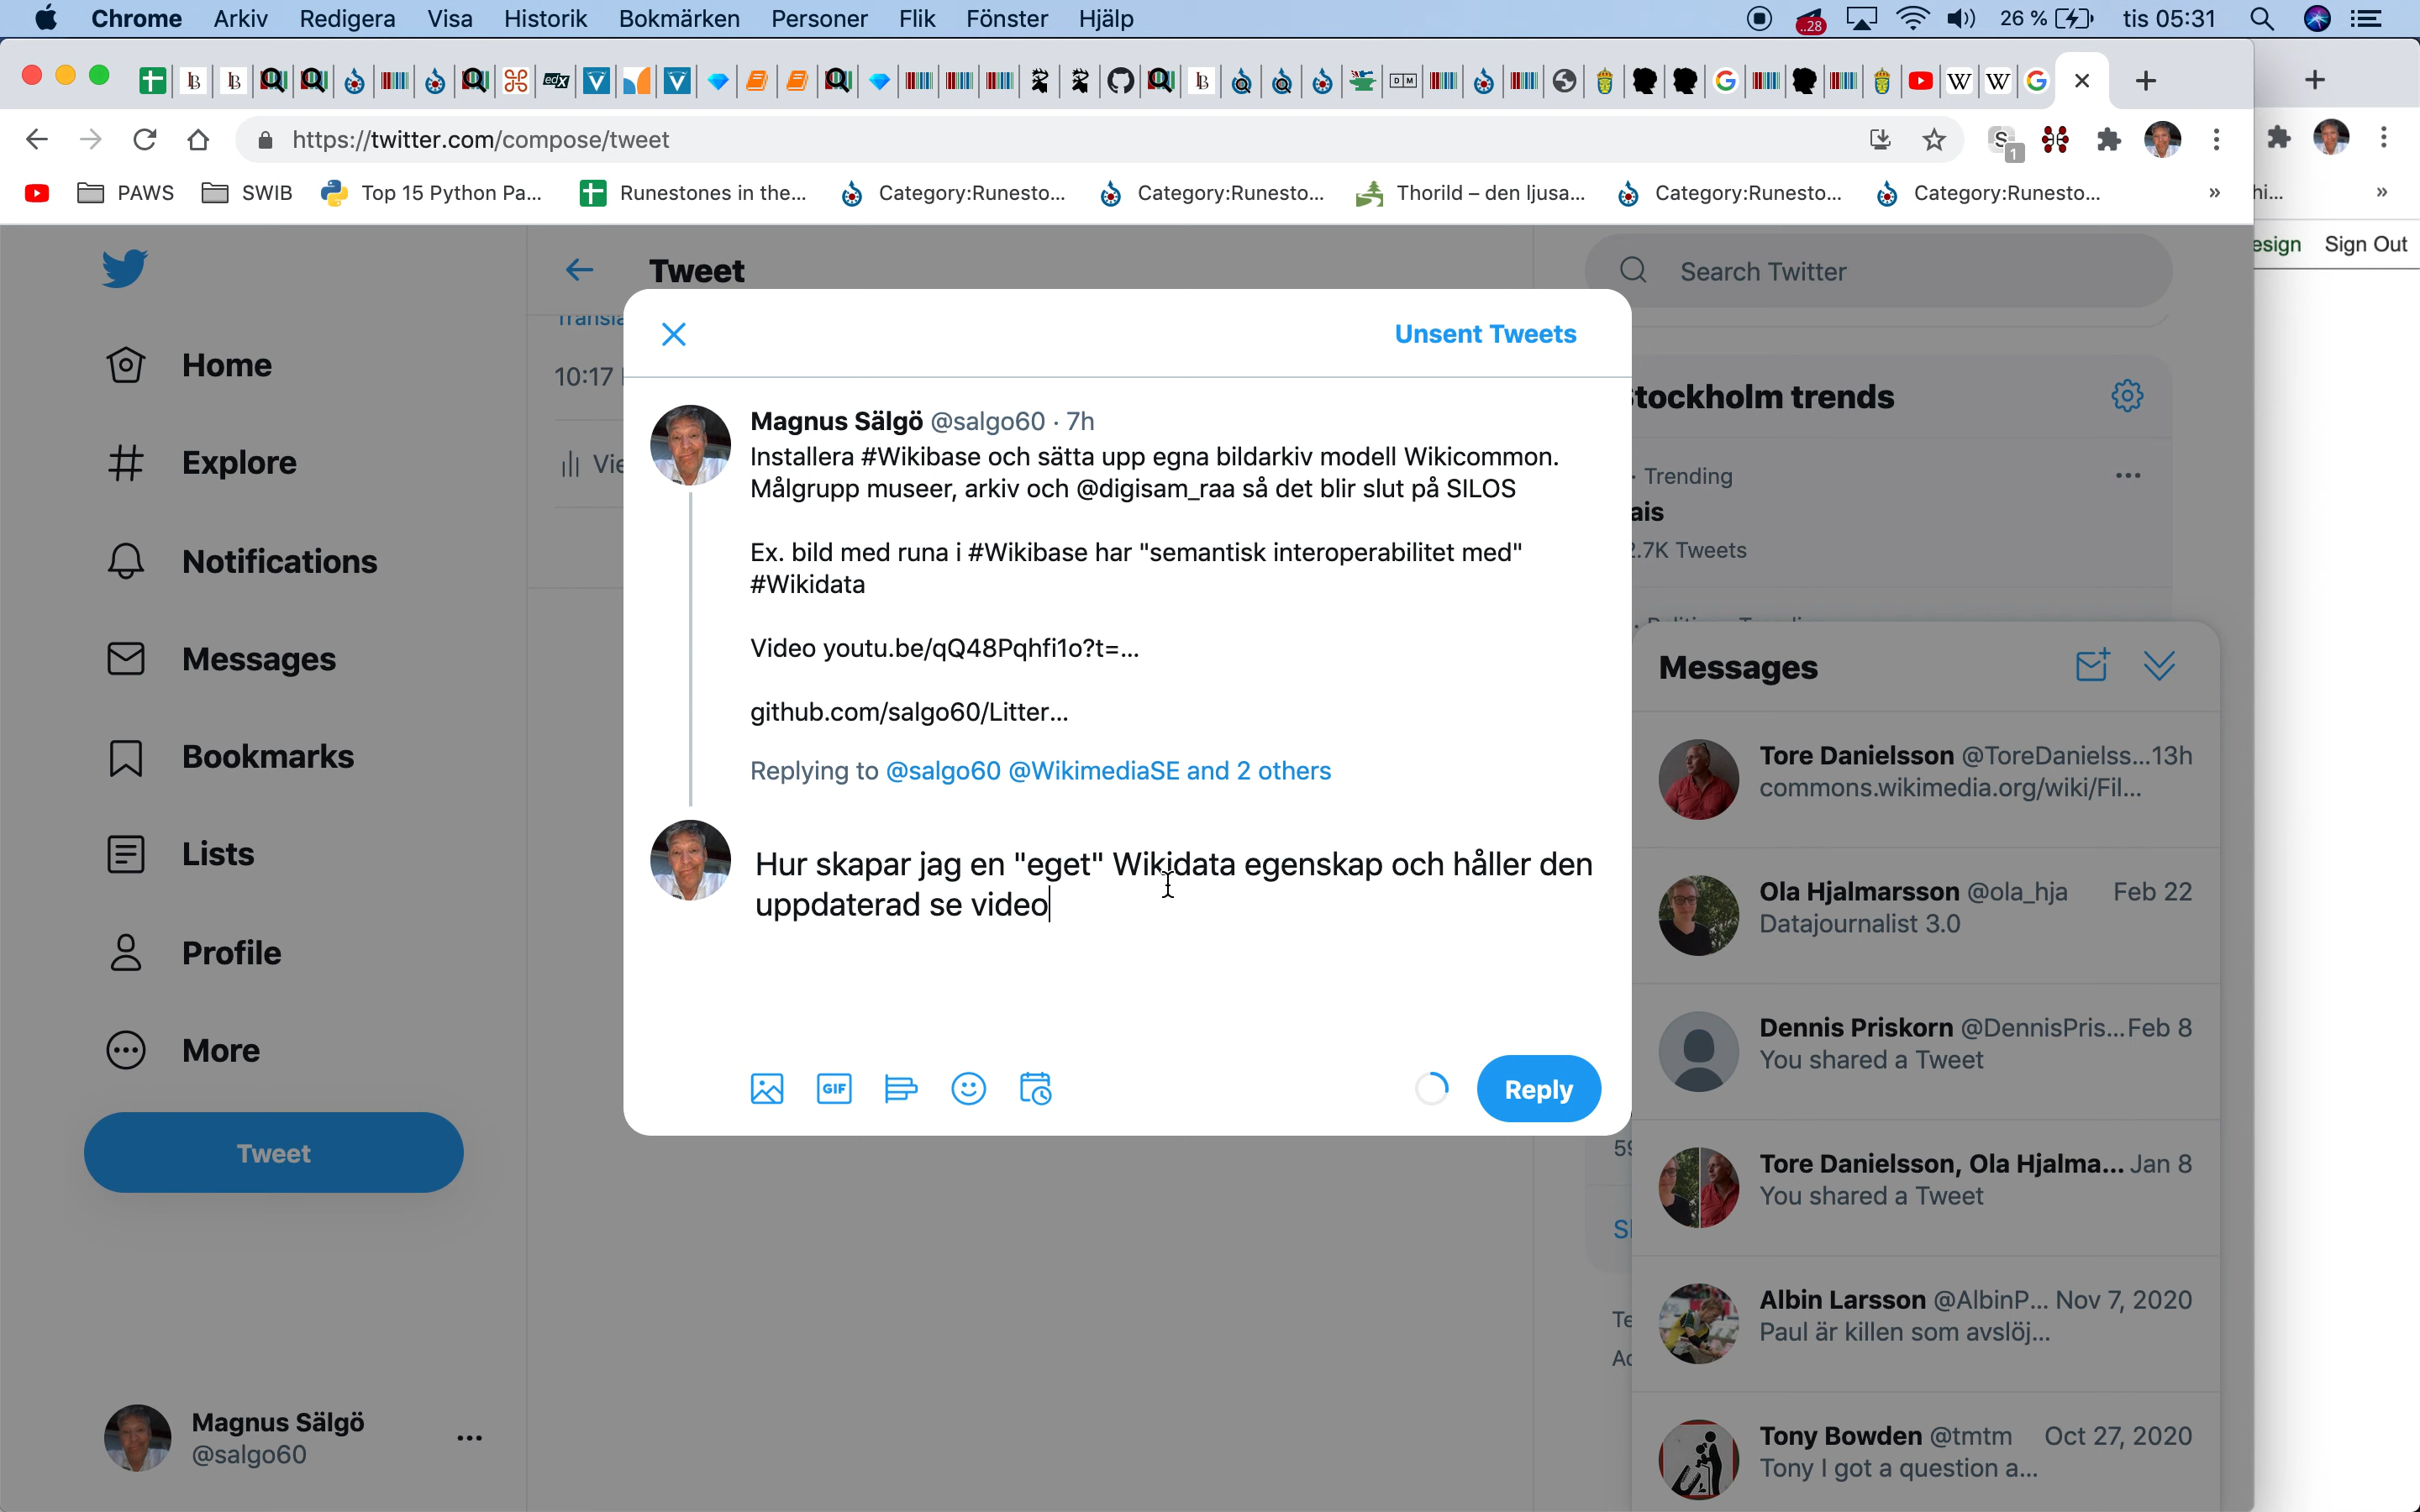 Chrome Arkiv Redigera Visa Historik Bokmärken Personer Flik Fönster Hjälp
..28 26 % tis 05:31
https://twitter.com/compose/tweet
PAWS SWIB Top 15 Python Pa... Runestones in the... Category:Runesto... Category:Runesto... Thorild – den ljusa... Category:Runesto... Category:Runesto... » hi... »
esign Sign Out
Tweet
Search Twitter
Home
Explore
Notifications
Messages
Bookmarks
Lists
Profile
More
Tweet
Magnus Sälgö
@salgo60
10:17
Vie
Unsent Tweets
Magnus Sälgö @salgo60 · 7h
Installera #Wikibase och sätta upp egna bildarkiv modell Wikicommon.
Målgrupp museer, arkiv och @digisam_raa så det blir slut på SILOS
Ex. bild med runa i #Wikibase har "semantisk interoperabilitet med"
#Wikidata
Video youtu.be/qQ48Pqhfi1o?t=...
github.com/salgo60/Litter...
Replying to @salgo60 @WikimediaSE and 2 others
Hur skapar jag en "eget" Wikidata egenskap och håller den
uppdaterad se video
GIF
Reply
tockholm trends
· Trending
ais
2.7K Tweets
Messages
Tore Danielsson @ToreDanielss...13h
commons.wikimedia.org/wiki/Fil...
Ola Hjalmarsson @ola_hja Feb 22
Datajournalist 3.0
Dennis Priskorn @DennisPris...Feb 8
You shared a Tweet
Tore Danielsson, Ola Hjalma... Jan 8
You shared a Tweet
Albin Larsson @AlbinP... Nov 7, 2020
Paul är killen som avslöj...
Tony Bowden @tmtm Oct 27, 2020
Tony I got a question a...